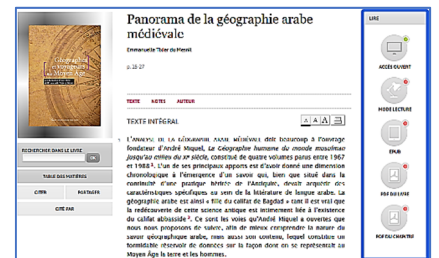 Panorama de la géographie arabe
médiévale
Emmanuelle Tixier du Mesnil
p. 15-27
TEXTE
NOTES
AUTEUR
TEXTE INTÉGRAL
A A A
L'ANALYSE DE LA GÉOGRAPHIE ARABE MÉDIÉVALE doit beaucoup à l'ouvrage
fondateur d'André Miquel, La Géographie humaine du monde musulman
jusqu'au milieu du XIe siècle, constitué de quatre volumes parus entre 1967
et 1988. L'un de ses principaux apports est d'avoir donné une dimension
chronologique à l'émergence d'un savoir qui, bien que situé dans la
continuité d'une pratique héritée de l'Antiquité, devait acquérir des
caractéristiques spécifiques au sein de la littérature de langue arabe. La
géographie arabe est ainsi « fille du califat de Bagdad » tant il est vrai que
la redécouverte de cette science antique est intimement liée à l'existence
du califat abbasside. Ce sont les voies qu'André Miquel a ouvertes que
nous nous proposons de suivre, afin de mieux comprendre la nature du
savoir géographique arabe, mais aussi son contenu, lequel constitue un
formidable réservoir de données sur la façon dont on se représentait au
Moyen Âge la terre et les hommes.
Géographes
et Voyageurs
au Moyen Âge
RECHERCHER DANS LE LIVRE
OK
TABLE DES MATIÈRES
CITER
PARTAGER
CITÉ PAR
LIRE
ACCÈS OUVERT
MODE LECTURE
EPUB
PDF DU LIVRE
PDF DU CHAPITRE